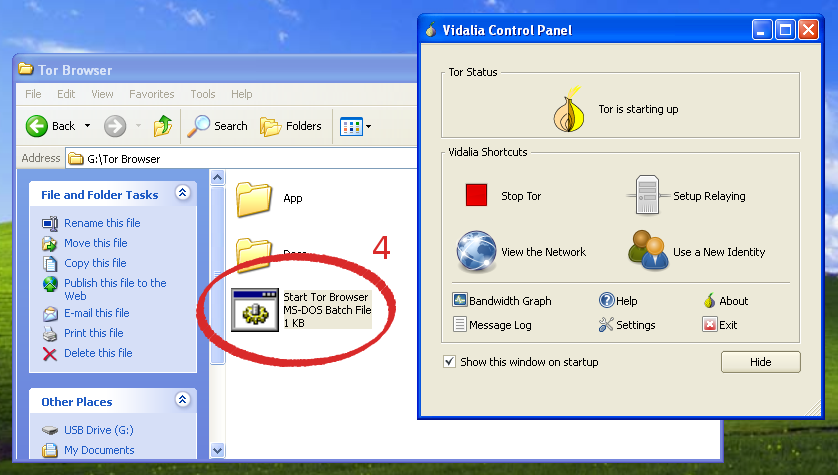 Tor Browser
File Edit View Favorites Tools Help
Back Search Folders
Address G:\Tor Browser
File and Folder Tasks
Rename this file
Move this file
Copy this file
Publish this file to the
Web
E-mail this file
Print this file
Delete this file
Other Places
USB Drive (G:)
My Documents
App
4
Start Tor Browser
MS-DOS Batch File
1 KB
Vidalia Control Panel
Tor Status
Tor is starting up
Vidalia Shortcuts
Stop Tor Setup Relaying
View the Network Use a New Identity
Bandwidth Graph Help About
Message Log Settings Exit
Show this window on startup Hide